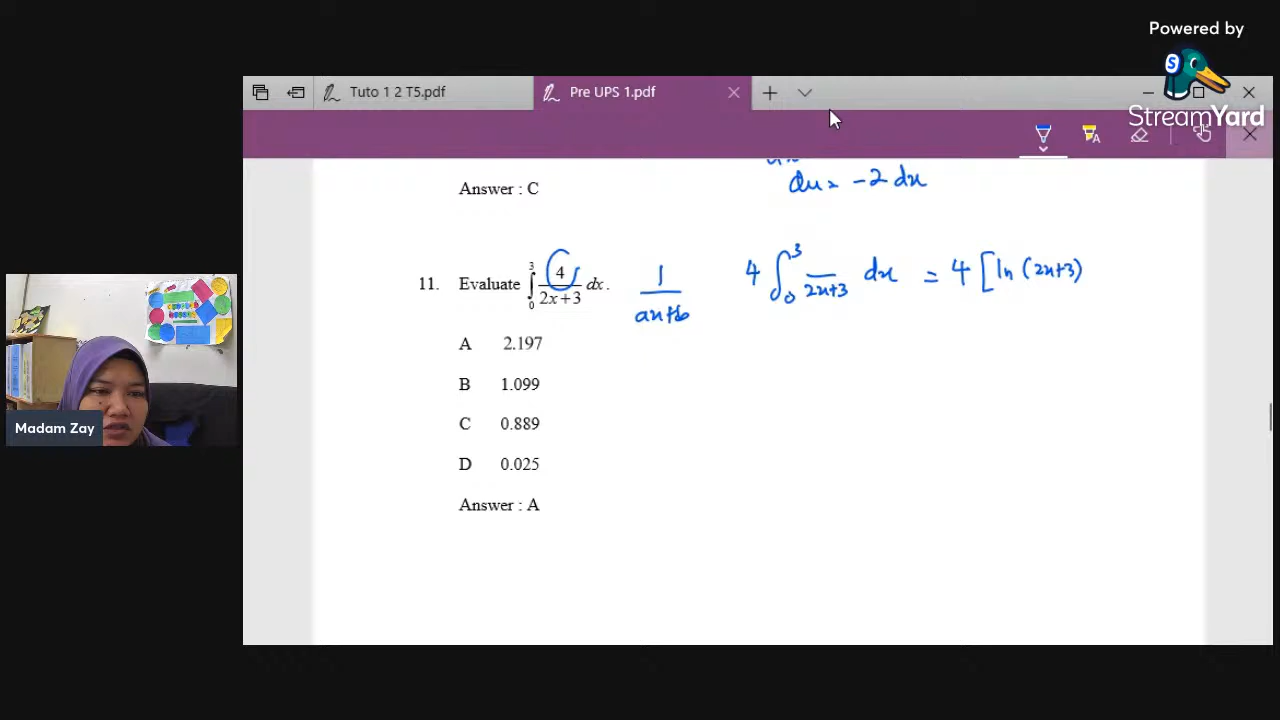 Powered by
StreamYard
Tuto 1 2 T5.pdf
Pre UPS 1.pdf
Answer : C
du = -2 dx
11. Evaluate ∫₀³ 4/(2x+3) dx.
1/(ax+b)
4 ∫₀³ —/(2x+3) dx = 4 [ ln (2x+3)
A 2.197
B 1.099
C 0.889
D 0.025
Answer : A
Madam Zay